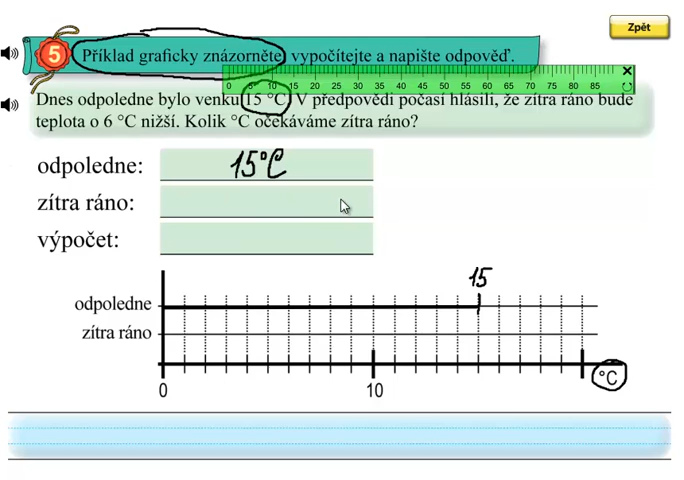 Zpět
5 Příklad graficky znázorněte, vypočítejte a napište odpověď.
0 5 10 15 20 25 30 35 40 45 50 55 60 65 70 75 80 85
Dnes odpoledne bylo venku 15 °C. V předpovědi počasí hlásili, že zítra ráno bude
teplota o 6 °C nižší. Kolik °C očekáváme zítra ráno?
odpoledne: 15°C
zítra ráno:
výpočet:
15
odpoledne
zítra ráno
0 10 °C